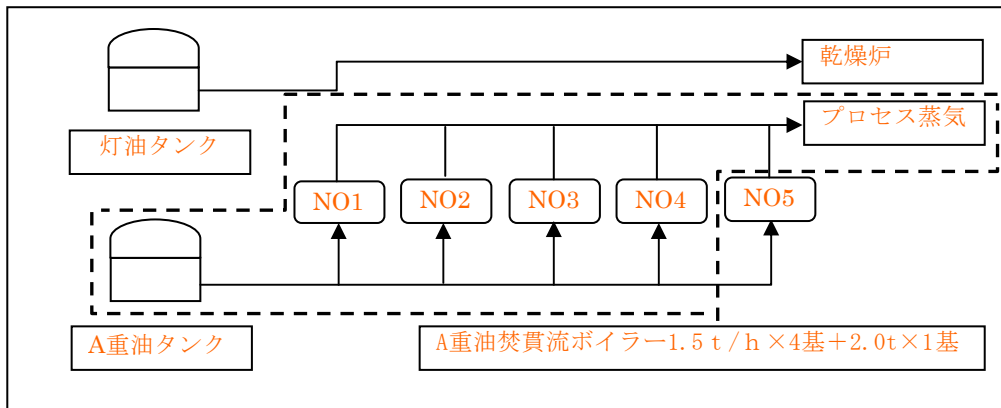 乾燥炉
プロセス蒸気
灯油タンク
NO1
NO2
NO3
NO4
NO5
A重油タンク
A重油焚貫流ボイラー1.5ｔ/ｈ×4基＋2.0t×1基